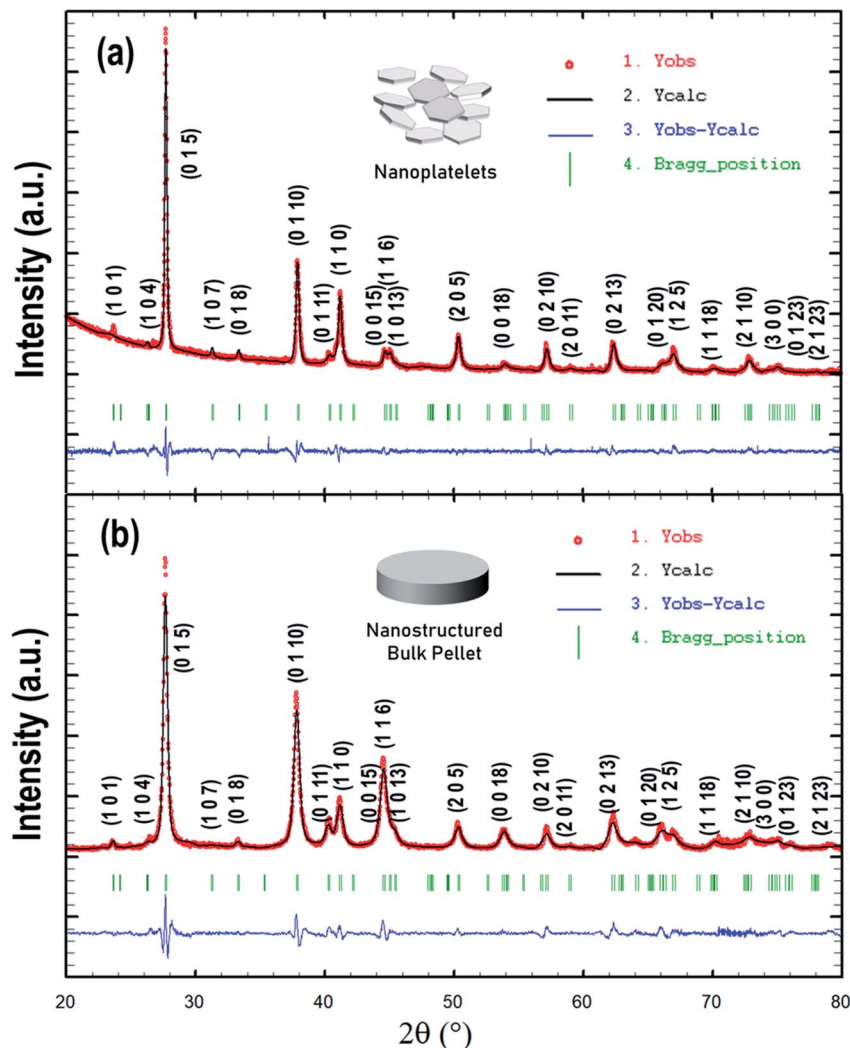 (a)
1. Yobs
2. Ycalc
3. Yobs-Ycalc
4. Bragg_position
Nanoplatelets
Intensity (a.u.)
(1 0 1)
(1 0 4)
(0 1 5)
(1 0 7)
(0 1 8)
(0 1 10)
(0 1 11)
(1 1 0)
(0 0 15)
(1 1 6)
(1 0 13)
(2 0 5)
(0 0 18)
(0 2 10)
(2 0 11)
(0 2 13)
(0 1 20)
(1 2 5)
(1 1 18)
(2 1 10)
(3 0 0)
(0 1 23)
(2 1 23)
(b)
1. Yobs
2. Ycalc
3. Yobs-Ycalc
4. Bragg_position
Nanostructured
Bulk Pellet
Intensity (a.u.)
(1 0 1)
(1 0 4)
(0 1 5)
(1 0 7)
(0 1 8)
(0 1 10)
(0 1 11)
(1 1 0)
(0 0 15)
(1 1 6)
(1 0 13)
(2 0 5)
(0 0 18)
(0 2 10)
(2 0 11)
(0 2 13)
(0 1 20)
(1 2 5)
(1 1 18)
(2 1 10)
(3 0 0)
(0 1 23)
(2 1 23)
20 30 40 50 60 70 80
2θ (°)